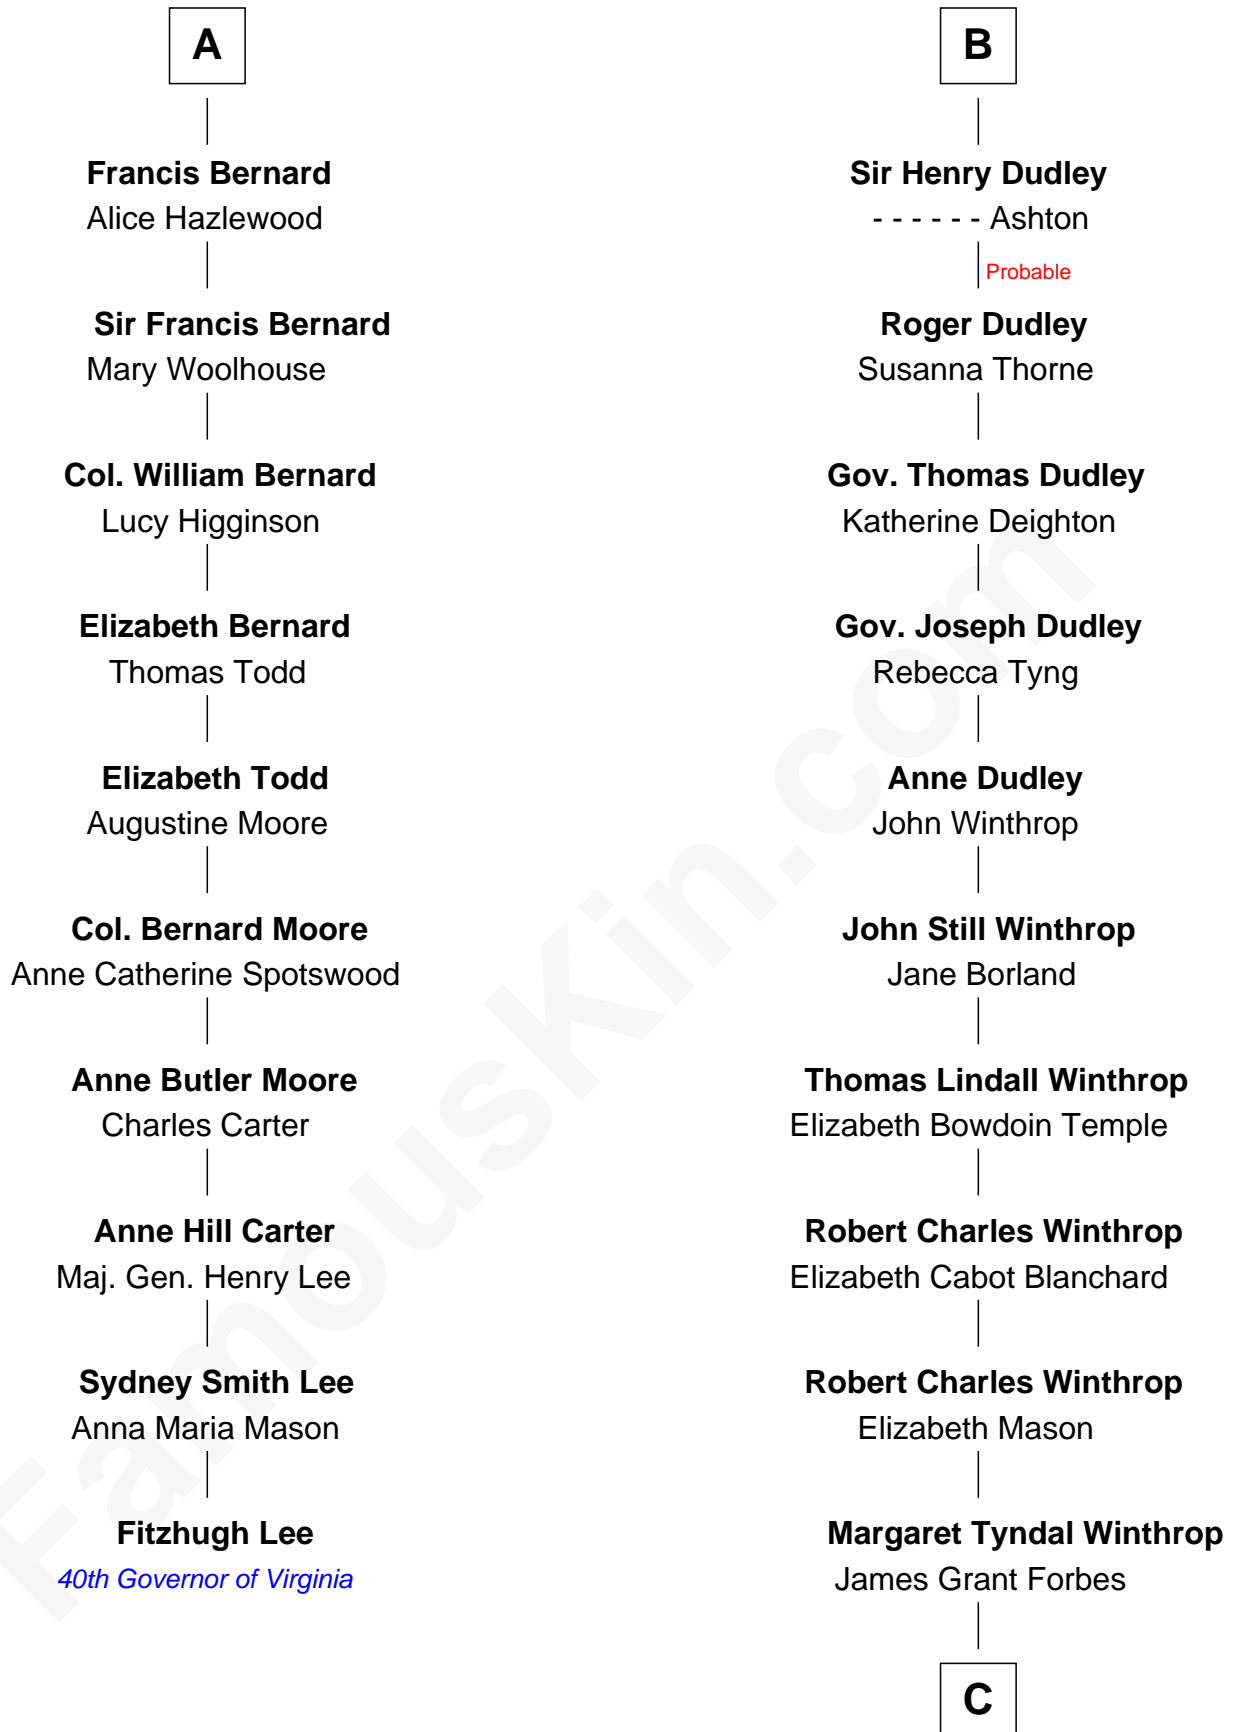 A
Francis Bernard
Alice Hazlewood
Sir Francis Bernard
Mary Woolhouse
Col. William Bernard
Lucy Higginson
Elizabeth Bernard
Thomas Todd
Elizabeth Todd
Augustine Moore
Col. Bernard Moore
Anne Catherine Spotswood
Anne Butler Moore
Charles Carter
Anne Hill Carter
Maj. Gen. Henry Lee
Sydney Smith Lee
Anna Maria Mason
Fitzhugh Lee
40th Governor of Virginia
B
Sir Henry Dudley
- - - - - - Ashton
Probable
Roger Dudley
Susanna Thorne
Gov. Thomas Dudley
Katherine Deighton
Gov. Joseph Dudley
Rebecca Tyng
Anne Dudley
John Winthrop
John Still Winthrop
Jane Borland
Thomas Lindall Winthrop
Elizabeth Bowdoin Temple
Robert Charles Winthrop
Elizabeth Cabot Blanchard
Robert Charles Winthrop
Elizabeth Mason
Margaret Tyndal Winthrop
James Grant Forbes
C
FamousKin.com